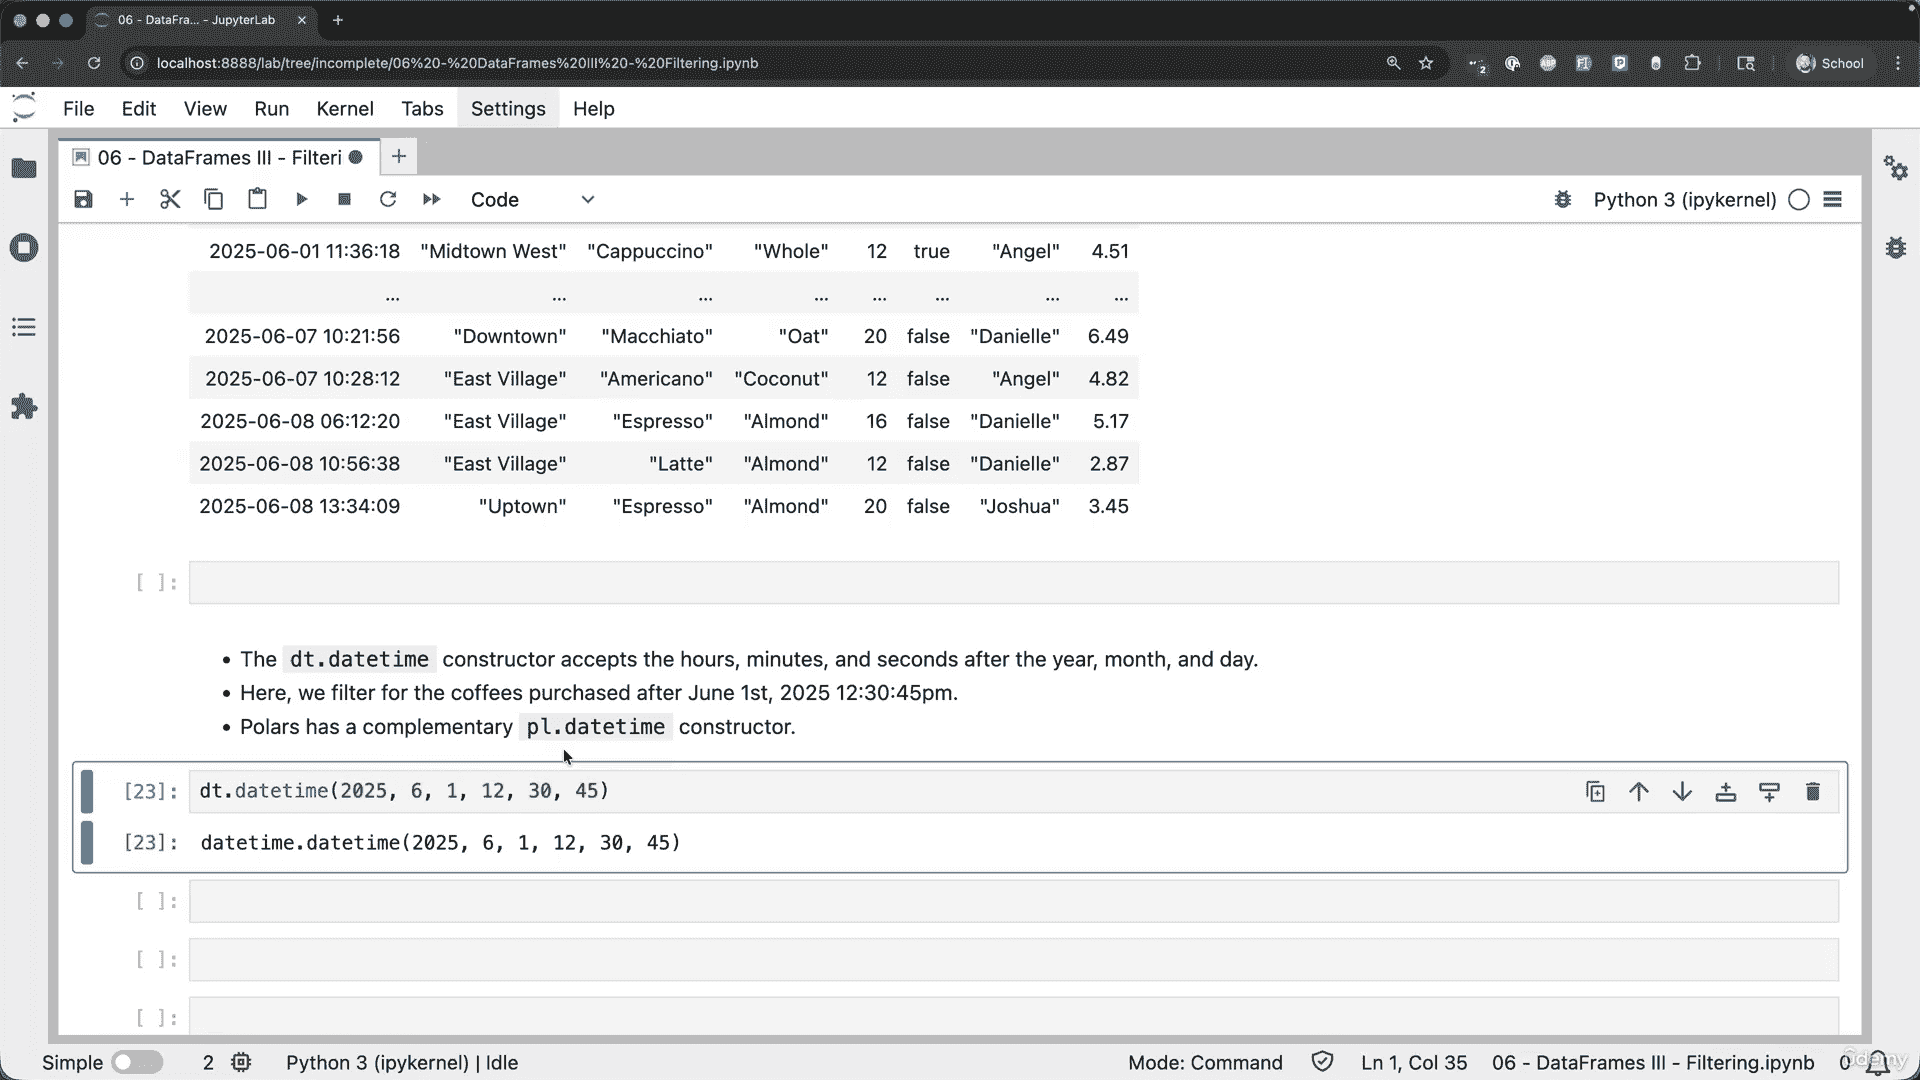 06 - DataFra... - JupyterLab
localhost:8888/lab/tree/incomplete/06%20-%20DataFrames%20III%20-%20Filtering.ipynb
2
School
File Edit View Run Kernel Tabs Settings Help
06 - DataFrames III - Filteri
Code
Python 3 (ipykernel)
2025-06-01 11:36:18 "Midtown West" "Cappuccino" "Whole" 12 true "Angel" 4.51
... ... ... ... ... ... ... ...
2025-06-07 10:21:56 "Downtown" "Macchiato" "Oat" 20 false "Danielle" 6.49
2025-06-07 10:28:12 "East Village" "Americano" "Coconut" 12 false "Angel" 4.82
2025-06-08 06:12:20 "East Village" "Espresso" "Almond" 16 false "Danielle" 5.17
2025-06-08 10:56:38 "East Village" "Latte" "Almond" 12 false "Danielle" 2.87
2025-06-08 13:34:09 "Uptown" "Espresso" "Almond" 20 false "Joshua" 3.45
[ ]:
• The dt.datetime constructor accepts the hours, minutes, and seconds after the year, month, and day.
• Here, we filter for the coffees purchased after June 1st, 2025 12:30:45pm.
• Polars has a complementary pl.datetime constructor.
[23]: dt.datetime(2025, 6, 1, 12, 30, 45)
[23]: datetime.datetime(2025, 6, 1, 12, 30, 45)
[ ]:
[ ]:
[ ]:
Simple 2 Python 3 (ipykernel) | Idle Mode: Command Ln 1, Col 35 06 - DataFrames III - Filtering.ipynb 0